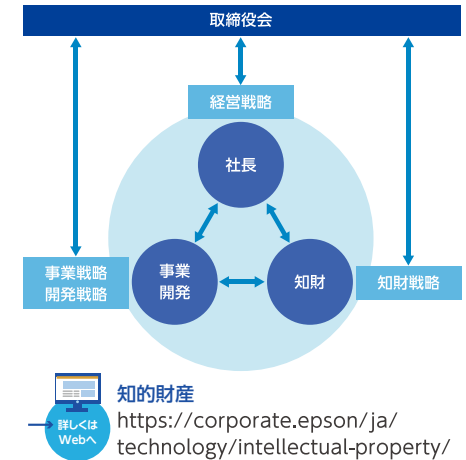 取締役会
経営戦略
社長
事業戦略
開発戦略
事業
開発
知財
知財戦略
詳しくは
Webへ
知的財産
https://corporate.epson/ja/
technology/intellectual-property/